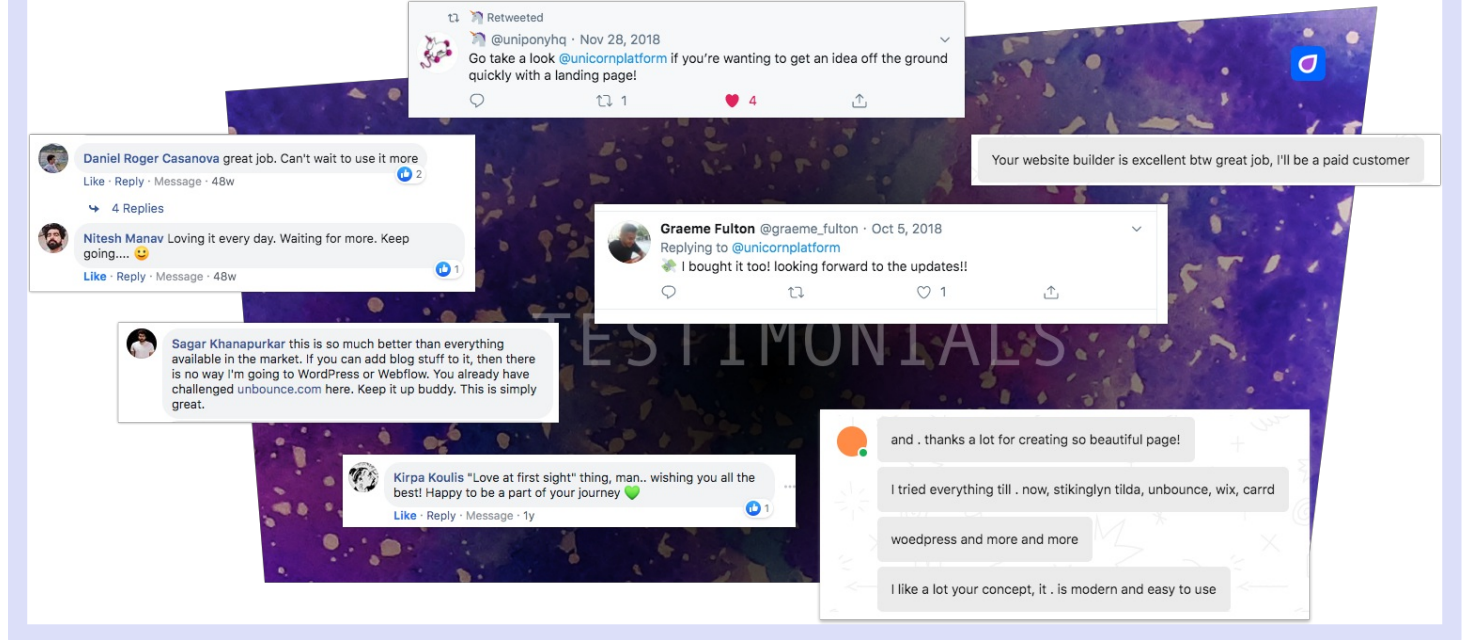 Retweeted
@uniponyhq · Nov 28, 2018
Go take a look @unicornplatform if you’re wanting to get an idea off the ground
quickly with a landing page!
1
4
Daniel Roger Casanova great job. Can't wait to use it more
2
Like · Reply · Message · 48w
4 Replies
Nitesh Manav Loving it every day. Waiting for more. Keep
going.... 🙂
1
Like · Reply · Message · 48w
Your website builder is excellent btw great job, I'll be a paid customer
Graeme Fulton @graeme_fulton · Oct 5, 2018
Replying to @unicornplatform
💸 I bought it too! looking forward to the updates!!
1
TESTIMONIALS
Sagar Khanapurkar this is so much better than everything
available in the market. If you can add blog stuff to it, then there
is no way I'm going to WordPress or Webflow. You already have
challenged unbounce.com here. Keep it up buddy. This is simply
great.
Kirpa Koulis "Love at first sight" thing, man.. wishing you all the
best! Happy to be a part of your journey 💚
1
Like · Reply · Message · 1y
and . thanks a lot for creating so beautiful page!
I tried everything till . now, stikinglyn tilda, unbounce, wix, carrd
woedpress and more and more
I like a lot your concept, it . is modern and easy to use